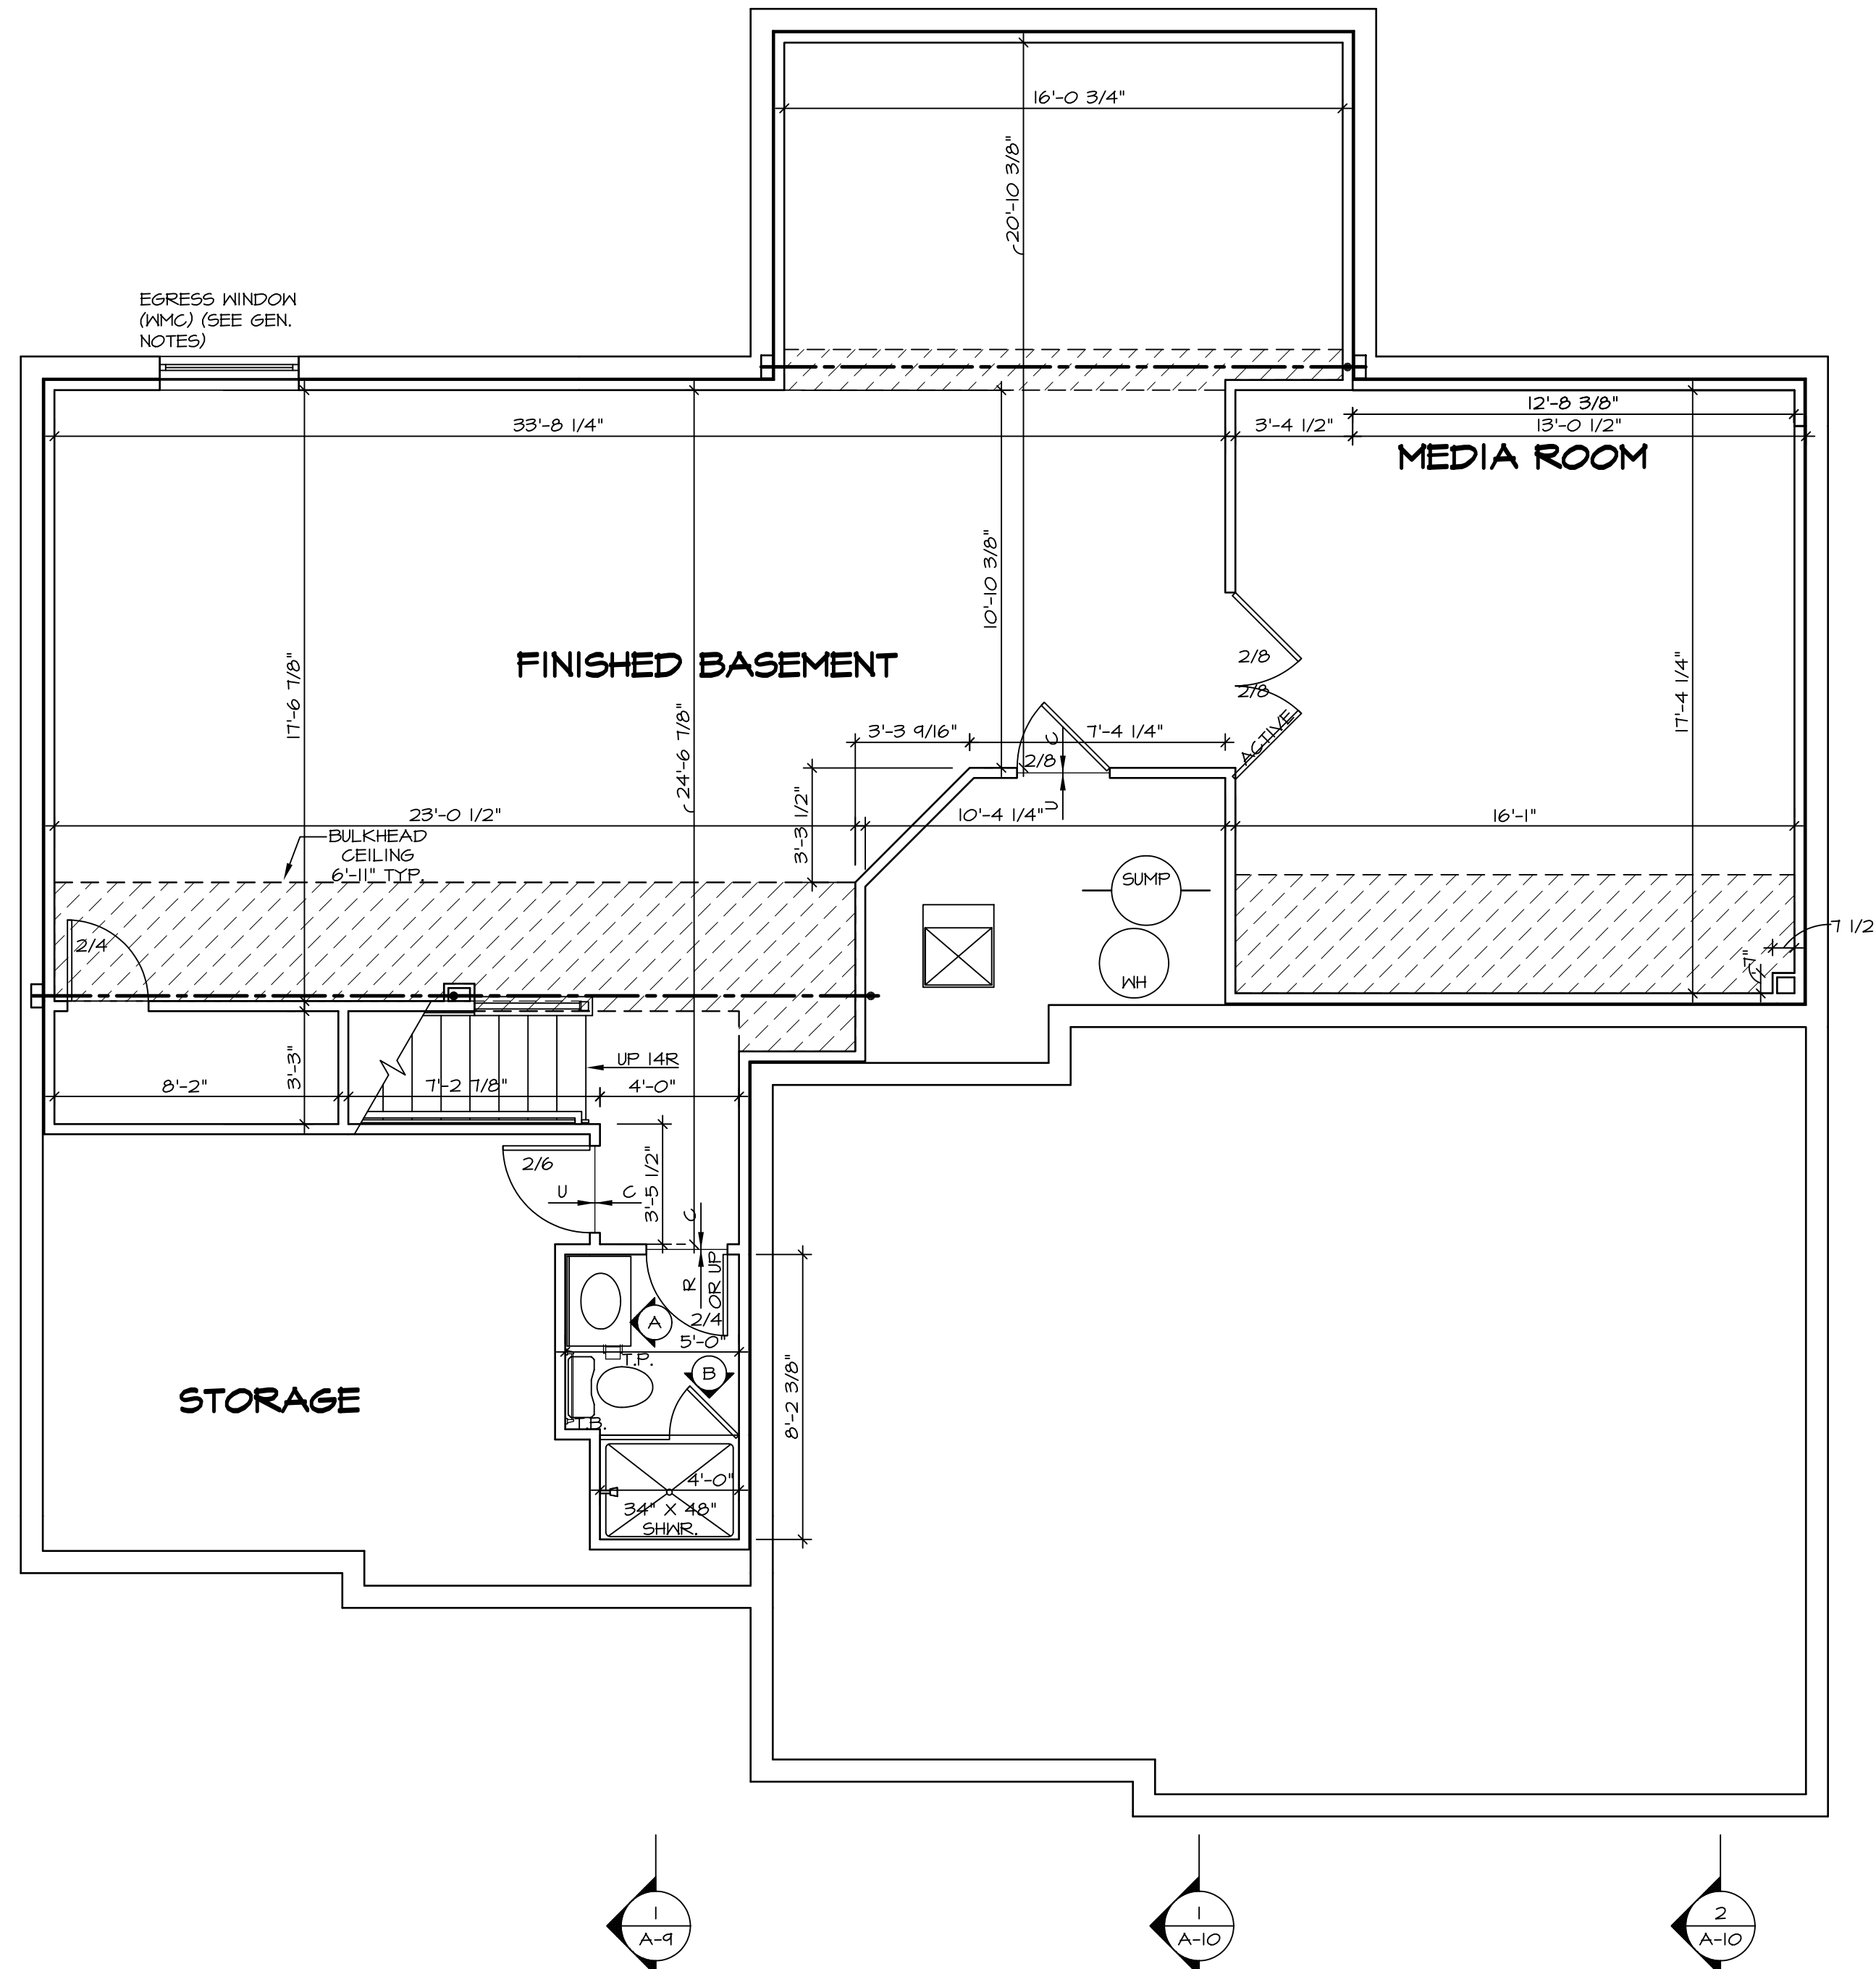 16'-0 3/4"
20'-10 3/8"
EGRESS WINDOW
(WMC) (SEE GEN.
NOTES)
12'-8 3/8"
33'-8 1/4"
3'-4 1/2"
13'-0 1/2"
MEDIA ROOM
10'-10 3/8"
FINISHED BASEMENT
2/8
2/8
ACTIVE
17'-6 7/8"
24'-6 7/8"
17'-4 1/4"
3'-3 9/16"
7'-4 1/4"
C
2/8
U
3'-3 1/2"
23'-0 1/2"
10'-4 1/4"
16'-1"
BULKHEAD
CEILING
6'-11" TYP.
SUMP
WH
2/4
7 1/2
7"
UP 14R
8'-2"
3'-3"
7'-2 7/8"
4'-0"
2/6
U
C
3'-5 1/2"
C
R
OR UP
2/4
A
5'-0"
T.P.
B
T.B.
8'-2 3/8"
STORAGE
4'-0"
34" X 48"
SHWR.
1
A-9
1
A-10
2
A-10